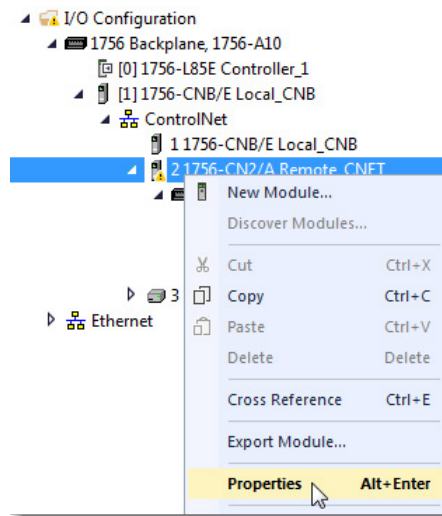 I/O Configuration
1756 Backplane, 1756-A10
[0] 1756-L85E Controller_1
[1] 1756-CNB/E Local_CNB
ControlNet
1 1756-CNB/E Local_CNB
2 1756-CN2/A Remote_CNET
New Module...
Discover Modules...
Cut Ctrl+X
3 Copy Ctrl+C
Ethernet Paste Ctrl+V
Delete Delete
Cross Reference Ctrl+E
Export Module...
Properties Alt+Enter